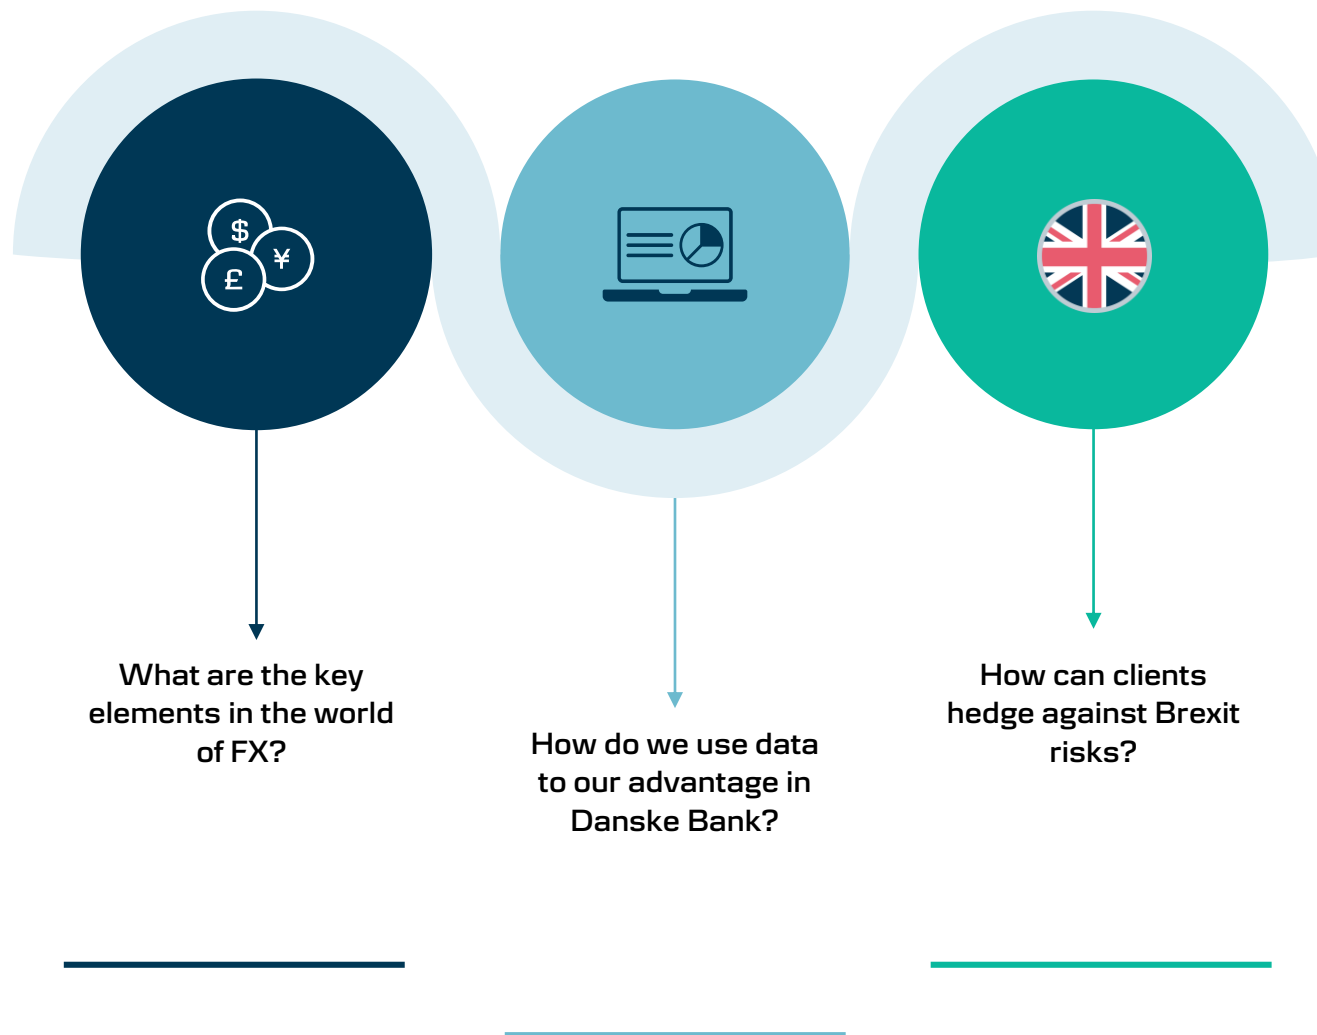 $
¥
£
What are the key
elements in the world
of FX?
How do we use data
to our advantage in
Danske Bank?
How can clients
hedge against Brexit
risks?